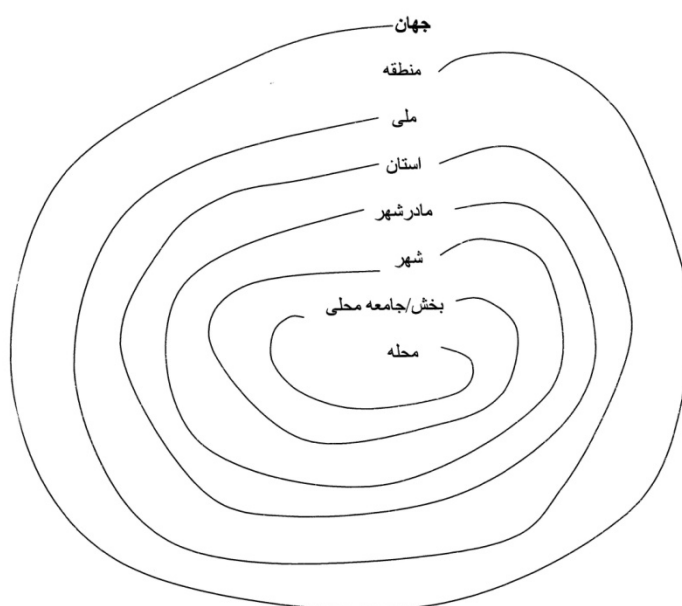 جهان
منطقه
ملی
استان
مادرشهر
شهر
بخش/جامعه محلی
محله